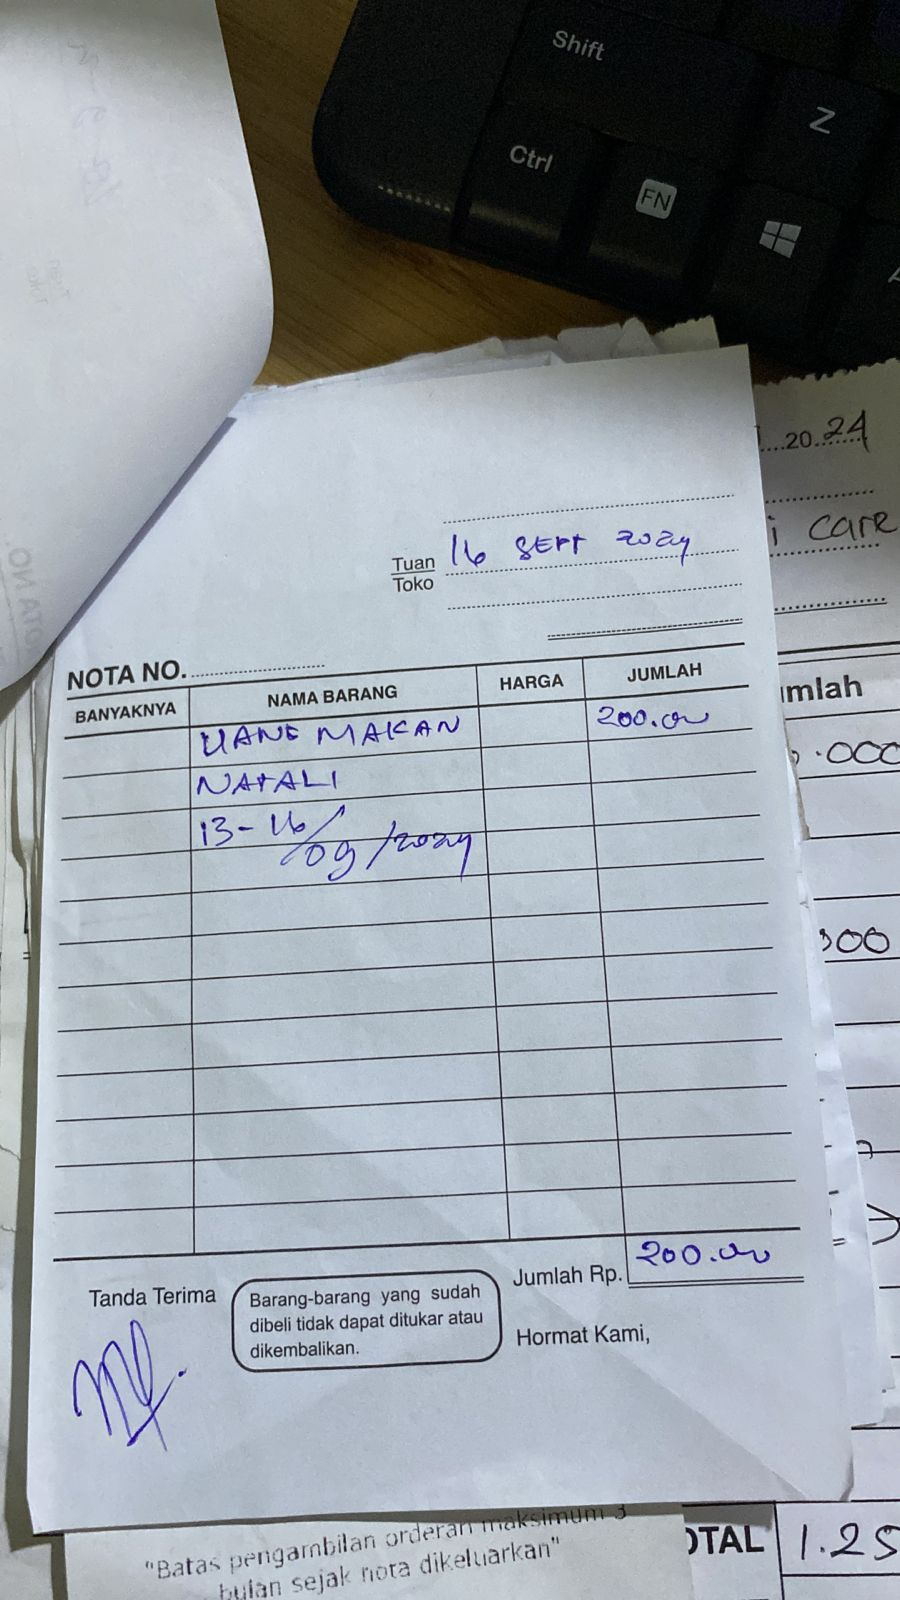 Shift
Z
Ctrl
FN
20.24
Tuan
Toko
16 SEPT 2024
i care
NOTA NO.
BANYAKNYA
NAMA BARANG
HARGA
JUMLAH
mlah
UANG MAKAN
200.000
.000
NATALI
13-16/09/2024
300
Jumlah Rp.
200.000
Tanda Terima
Barang-barang yang sudah
dibeli tidak dapat ditukar atau
dikembalikan.
Hormat Kami,
"Batas pengambilan orderan maksimum 3
bulan sejak nota dikeluarkan"
OTAL
1.25